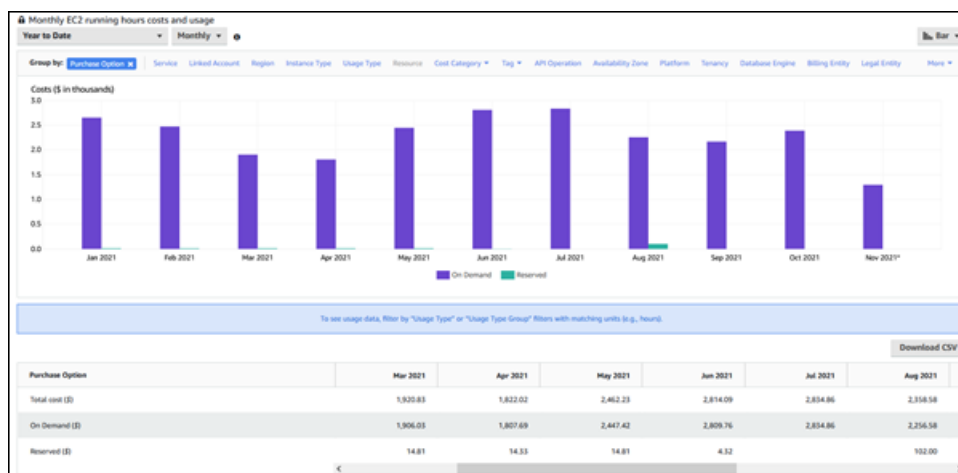 Monthly EC2 running hours costs and usage
Year to Date Monthly Bar
Group by: Purchase Option Service Linked Account Region Instance Type Usage Type Resource Cost Category Tag API Operation Availability Zone Platform Tenancy Database Engine Billing Entity Legal Entity More
Costs ($ in thousands)
3.0
2.5
2.0
1.5
1.0
0.5
0.0
Jan 2021 Feb 2021 Mar 2021 Apr 2021 May 2021 Jun 2021 Jul 2021 Aug 2021 Sep 2021 Oct 2021 Nov 2021*
On Demand Reserved
To see usage data, filter by "Usage Type" or "Usage Type Group" filters with matching units (e.g., hours).
Download CSV
Purchase Option Mar 2021 Apr 2021 May 2021 Jun 2021 Jul 2021 Aug 2021
Total cost ($) 1,920.83 1,822.02 2,462.23 2,814.09 2,834.86 2,358.58
On Demand ($) 1,906.03 1,807.69 2,447.42 2,809.76 2,834.86 2,256.58
Reserved ($) 14.81 14.33 14.81 4.32 102.00